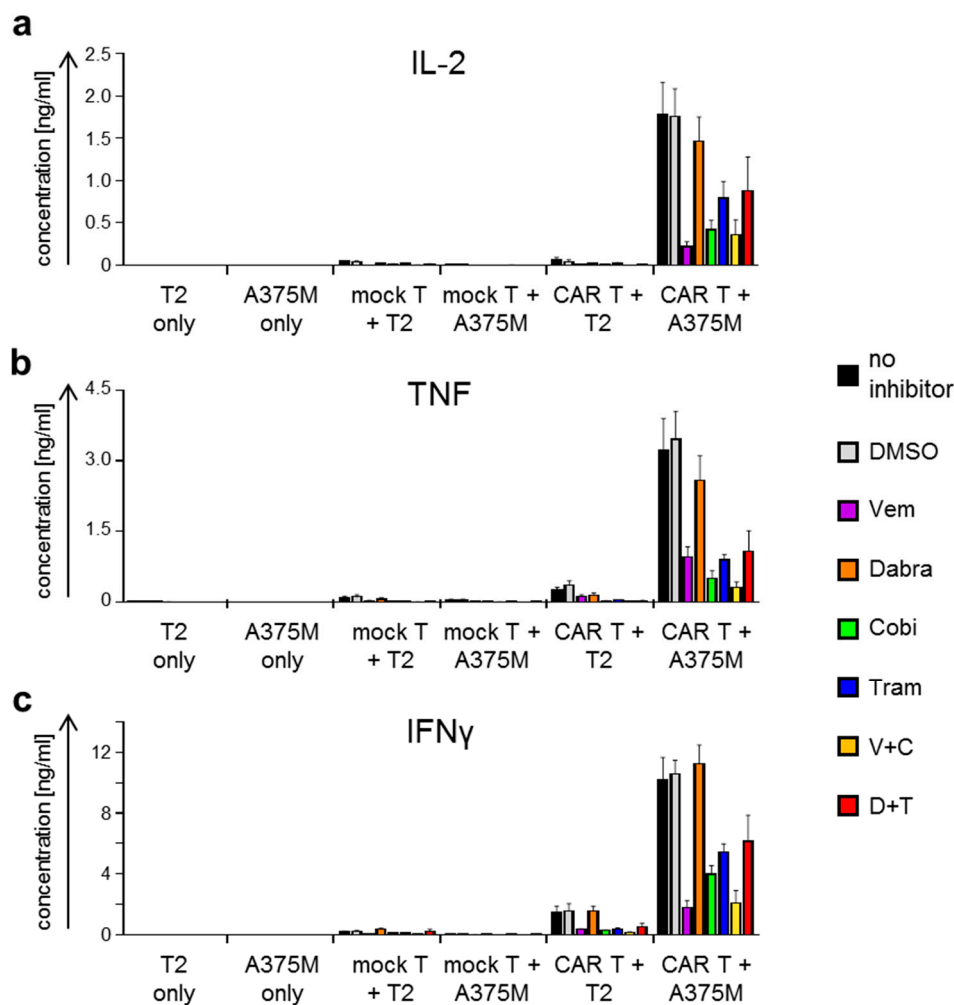 a
IL-2
concentration [ng/ml]
2.5
2.0
1.5
1.0
0.5
0
T2 only
A375M only
mock T + T2
mock T + A375M
CAR T + T2
CAR T + A375M
b
TNF
concentration [ng/ml]
4.5
3.0
1.5
0
T2 only
A375M only
mock T + T2
mock T + A375M
CAR T + T2
CAR T + A375M
c
IFNγ
concentration [ng/ml]
12
8
4
0
T2 only
A375M only
mock T + T2
mock T + A375M
CAR T + T2
CAR T + A375M
no
inhibitor
DMSO
Vem
Dabra
Cobi
Tram
V+C
D+T